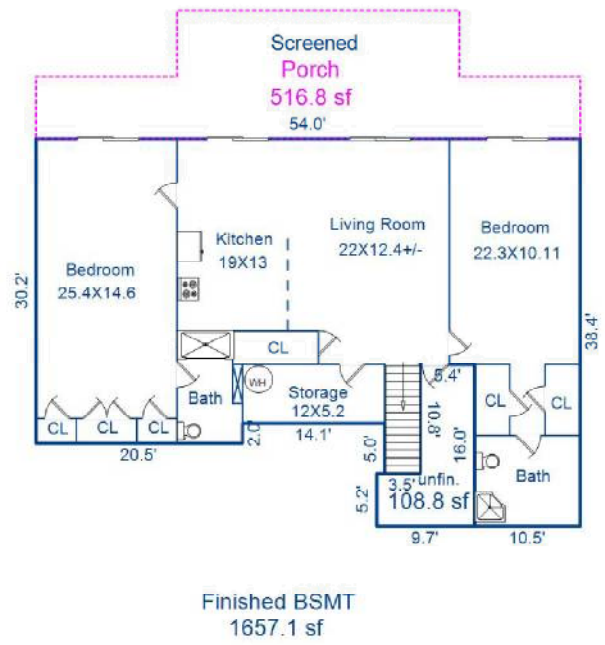 Screened
Porch
516.8 sf
54.0'
Kitchen
19X13
Living Room
22X12.4+/-
Bedroom
22.3X10.11
Bedroom
25.4X14.6
30.2'
38.4'
CL
WH
Storage
12X5.2
5.4'
Bath
CL
CL
CL
CL
CL
2.0'
14.1'
5.0'
10.8'
16.0'
20.5'
5.2'
3.5'
unfin.
108.8 sf
Bath
9.7'
10.5'
Finished BSMT
1657.1 sf